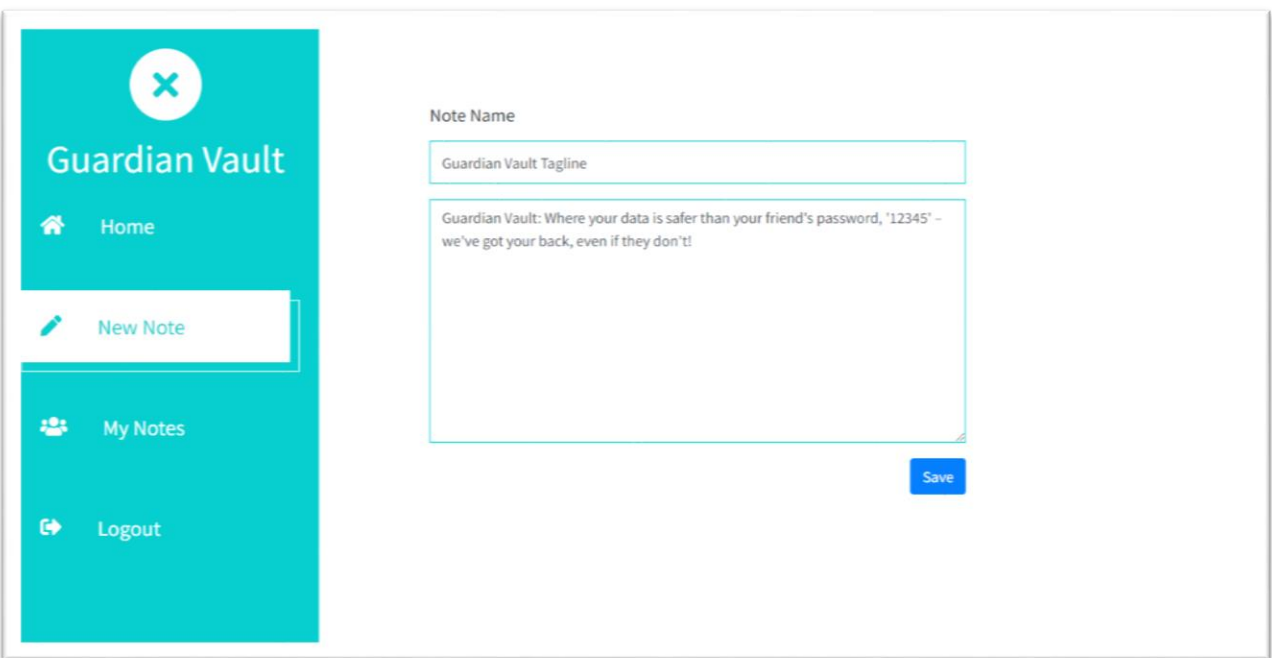 Guardian Vault
Home
New Note
My Notes
Logout
Note Name
Guardian Vault Tagline
Guardian Vault: Where your data is safer than your friend's password, '12345' –
we've got your back, even if they don't!
Save